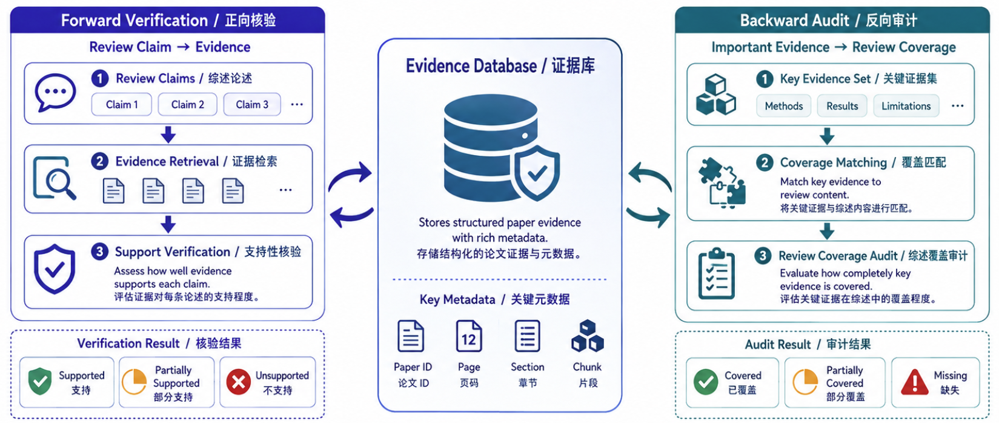 Forward Verification / 正向核验
Review Claim → Evidence
1 Review Claims / 综述论述
Claim 1 Claim 2 Claim 3 ...
2 Evidence Retrieval / 证据检索
...
3 Support Verification / 支持性核验
Assess how well evidence
supports each claim.
评估证据对每条论述的支持程度。
Verification Result / 核验结果
Supported
支持
Partially
Supported
部分支持
Unsupported
不支持
Evidence Database / 证据库
Stores structured paper evidence
with rich metadata.
存储结构化的论文证据与元数据。
Key Metadata / 关键元数据
12
Paper ID
论文 ID
Page
页码
Section
章节
Chunk
片段
Backward Audit / 反向审计
Important Evidence → Review Coverage
1 Key Evidence Set / 关键证据集
Methods Results Limitations ...
2 Coverage Matching / 覆盖匹配
Match key evidence to
review content.
将关键证据与综述内容进行匹配。
3 Review Coverage Audit / 综述覆盖审计
Evaluate how completely key
evidence is covered.
评估关键证据在综述中的覆盖程度。
Audit Result / 审计结果
Covered
已覆盖
Partially
Covered
部分覆盖
Missing
缺失